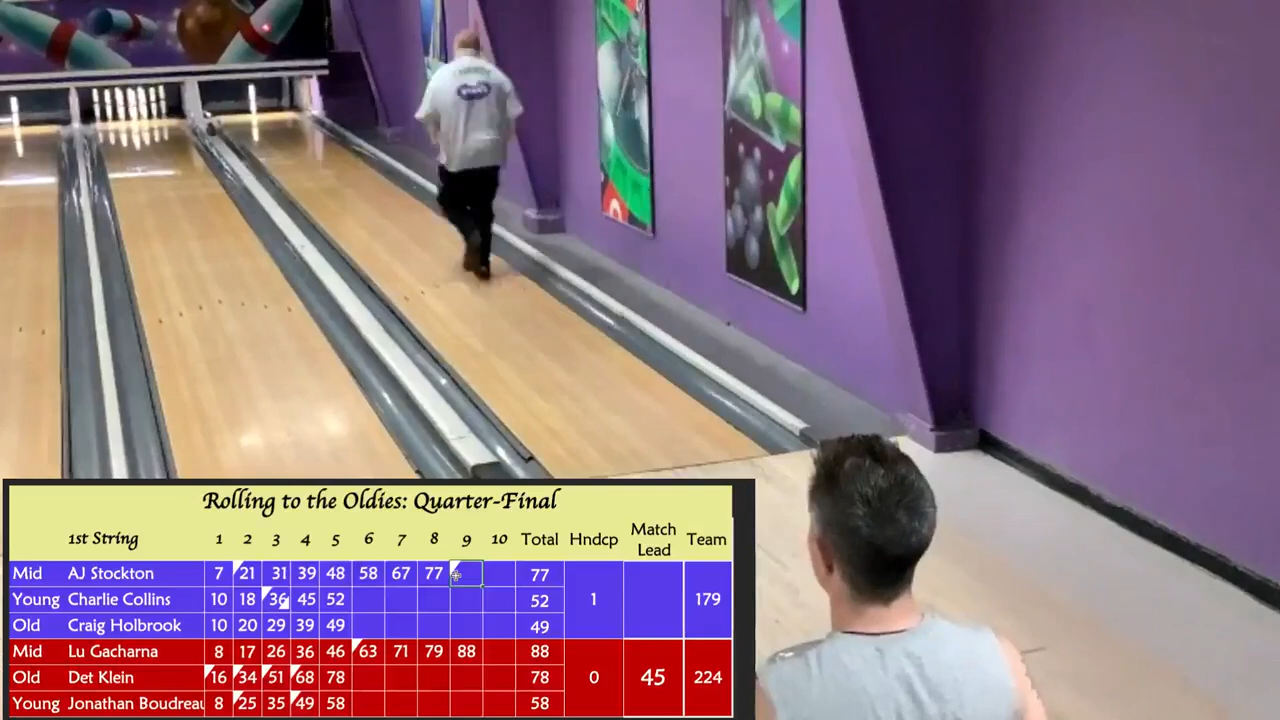 Rolling to the Oldies: Quarter-Final
1st String 1 2 3 4 5 6 7 8 9 10 Total Hndcp Match Lead Team
Mid AJ Stockton 7 21 31 39 48 58 67 77 77
Young Charlie Collins 10 18 36 45 52 52 1 179
Old Craig Holbrook 10 20 29 39 49 49
Mid Lu Gacharna 8 17 26 36 46 63 71 79 88 88
Old Det Klein 16 34 51 68 78 78 0 45 224
Young Jonathan Boudreau 8 25 35 49 58 58